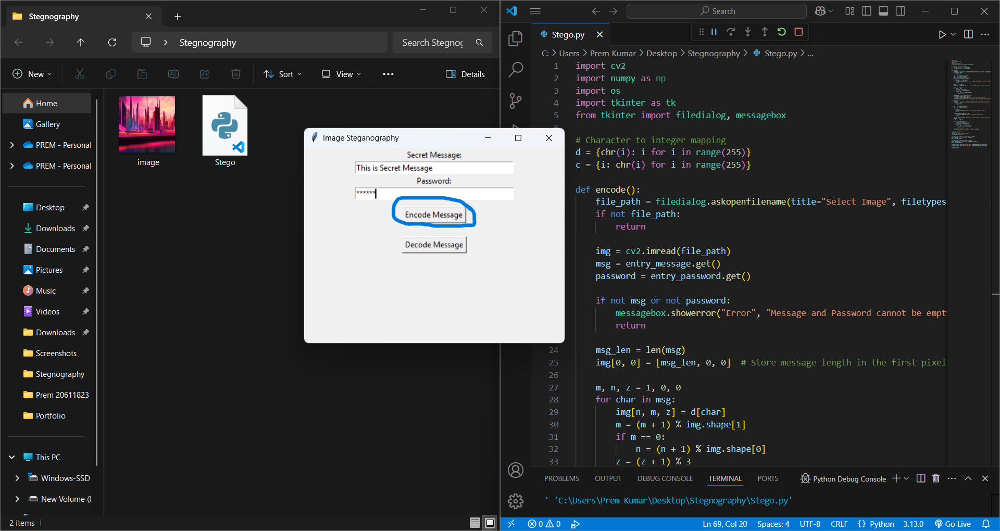 Stegnography
Stegnography
Search Stegnog
New
Sort
View
Details
Home
Gallery
PREM - Personal
PREM - Personal
Desktop
Downloads
Documents
Pictures
Music
Videos
Downloads
Screenshots
Stegnography
Prem 20611823
Portfolio
This PC
Windows-SSD
New Volume (
image
Stego
2 items
Image Steganography
Secret Message:
This is Secret Message
Password:
******
Encode Message
Decode Message
Search
Stego.py
C: > Users > Prem Kumar > Desktop > Stegnography > Stego.py > ...
1 import cv2
2 import numpy as np
3 import os
4 import tkinter as tk
5 from tkinter import filedialog, messagebox
# Character to integer mapping
d = {chr(i): i for i in range(255)}
c = {i: chr(i) for i in range(255)}
def encode():
file_path = filedialog.askopenfilename(title="Select Image", filetypes=
if not file_path:
return
img = cv2.imread(file_path)
msg = entry_message.get()
password = entry_password.get()
if not msg or not password:
messagebox.showerror("Error", "Message and Password cannot be empty
return
24 msg_len = len(msg)
25 img[0, 0] = [msg_len, 0, 0] # Store message length in the first pixel
26
27 m, n, z = 1, 0, 0
28 for char in msg:
29 img[n, m, z] = d[char]
30 m = (m + 1) % img.shape[1]
31 if m == 0:
32 n = (n + 1) % img.shape[0]
33 z = (z + 1) % 3
PROBLEMS OUTPUT DEBUG CONSOLE TERMINAL PORTS
Python Debug Console
' 'C:\Users\Prem Kumar\Desktop\Stegnography\Stego.py'
0 0
Ln 69, Col 20 Spaces: 4 UTF-8 CRLF {} Python 3.13.0 Go Live